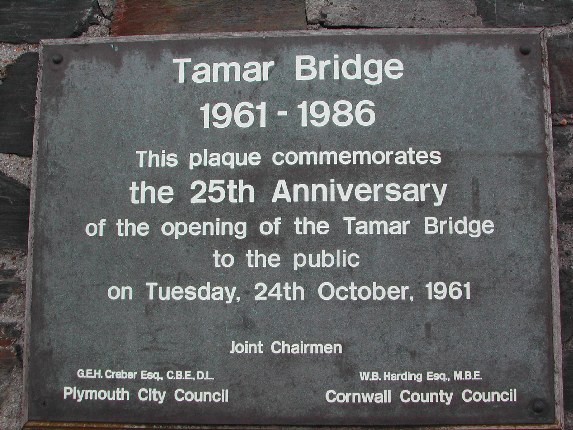 Tamar Bridge
1961 - 1986
This plaque commemorates
the 25th Anniversary
of the opening of the Tamar Bridge
to the public
on Tuesday, 24th October, 1961
Joint Chairmen
G.E.H. Creber Esq., C.B.E., D.L.
Plymouth City Council
W.B. Harding Esq., M.B.E.
Cornwall County Council